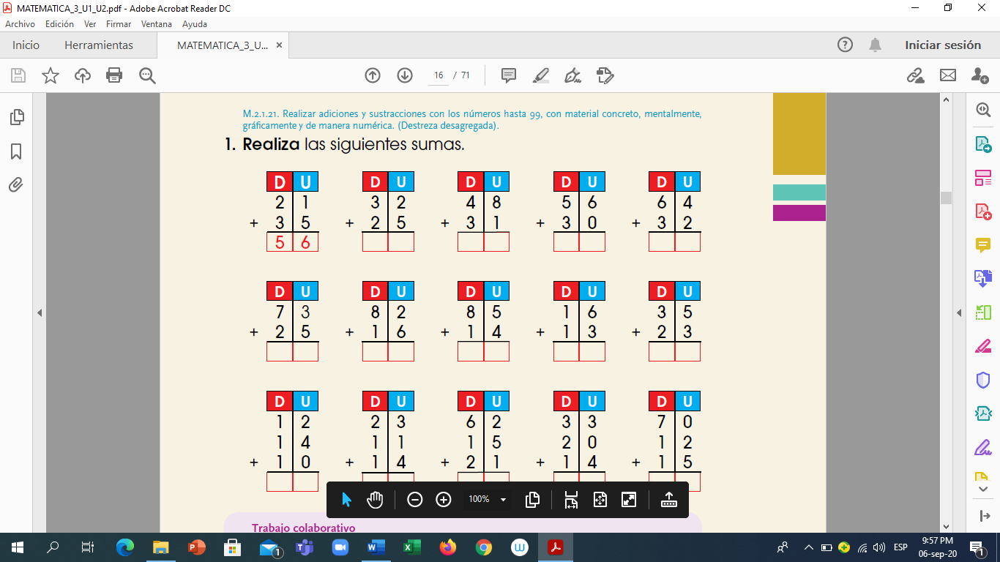 MATEMATICA_3_U1_U2.pdf - Adobe Acrobat Reader DC
Archivo Edición Ver Firmar Ventana Ayuda
Inicio Herramientas MATEMATICA_3_U... × Iniciar sesión
16 / 71
M.2.1.21. Realizar adiciones y sustracciones con los números hasta 99, con material concreto, mentalmente,
gráficamente y de manera numérica. (Destreza desagregada).
1. Realiza las siguientes sumas.
D U D U D U D U D U
2 1 3 2 4 8 5 6 6 4
+ 3 5 + 2 5 + 3 1 + 3 0 + 3 2
5 6
D U D U D U D U D U
7 3 8 2 8 5 1 6 3 5
+ 2 5 + 1 6 + 1 4 + 1 3 + 2 3
D U D U D U D U D U
1 2 2 3 6 2 3 3 7 0
1 4 1 1 1 5 2 0 1 2
+ 1 0 + 1 4 + 2 1 + 1 4 + 1 5
100%
Trabajo colaborativo
ESP
9:57 PM
06-sep-20